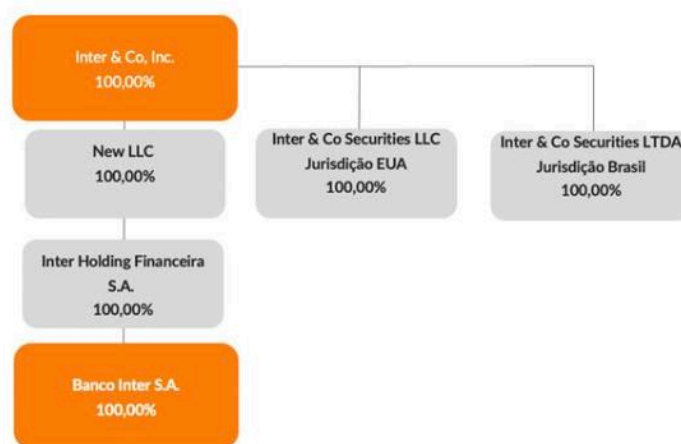 Inter & Co, Inc.
100,00%
New LLC
100,00%
Inter & Co Securities LLC
Jurisdição EUA
100,00%
Inter & Co Securities LTDA
Jurisdição Brasil
100,00%
Inter Holding Financeira
S.A.
100,00%
Banco Inter S.A.
100,00%